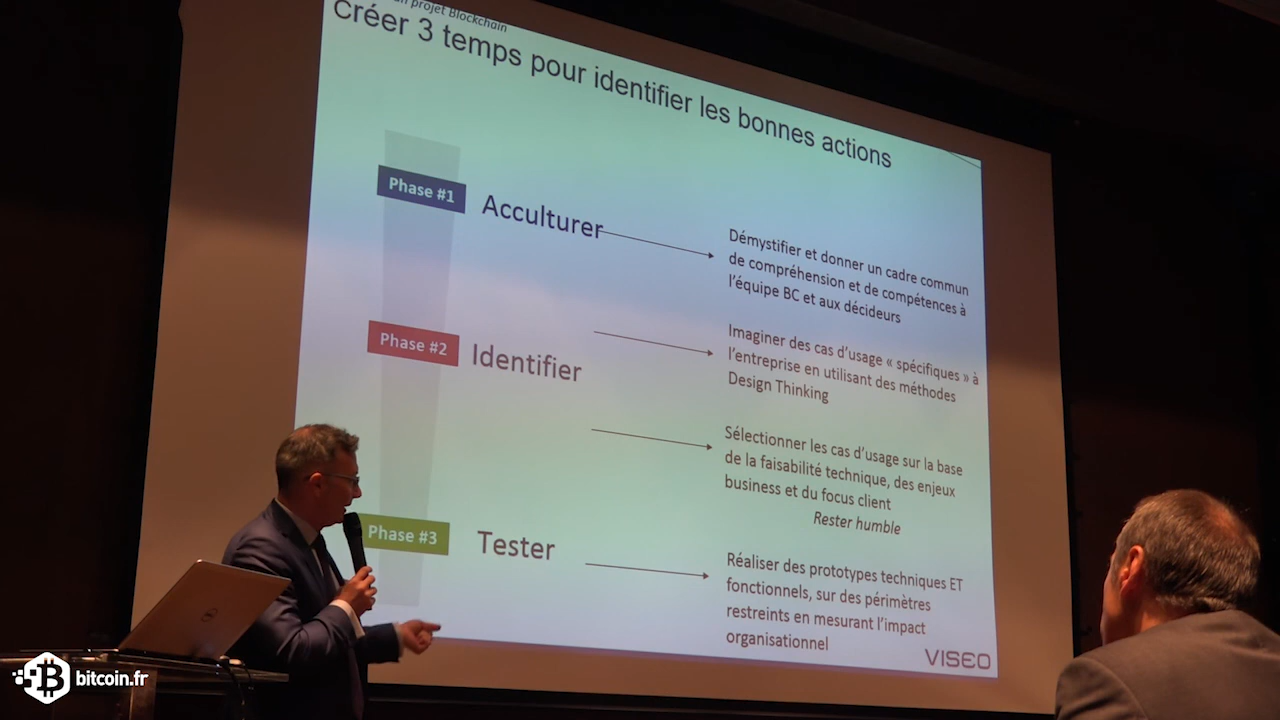 un projet Blockchain
Créer 3 temps pour identifier les bonnes actions
Phase #1
Acculturer
Démystifier et donner un cadre commun
de compréhension et de compétences à
l'équipe BC et aux décideurs
Phase #2
Identifier
Imaginer des cas d'usage « spécifiques » à
l'entreprise en utilisant des méthodes
Design Thinking
Sélectionner les cas d'usage sur la base
de la faisabilité technique, des enjeux
business et du focus client
Rester humble
Phase #3
Tester
Réaliser des prototypes techniques ET
fonctionnels, sur des périmètres
restreints en mesurant l'impact
organisationnel
VISEO
DELL
bitcoin.fr